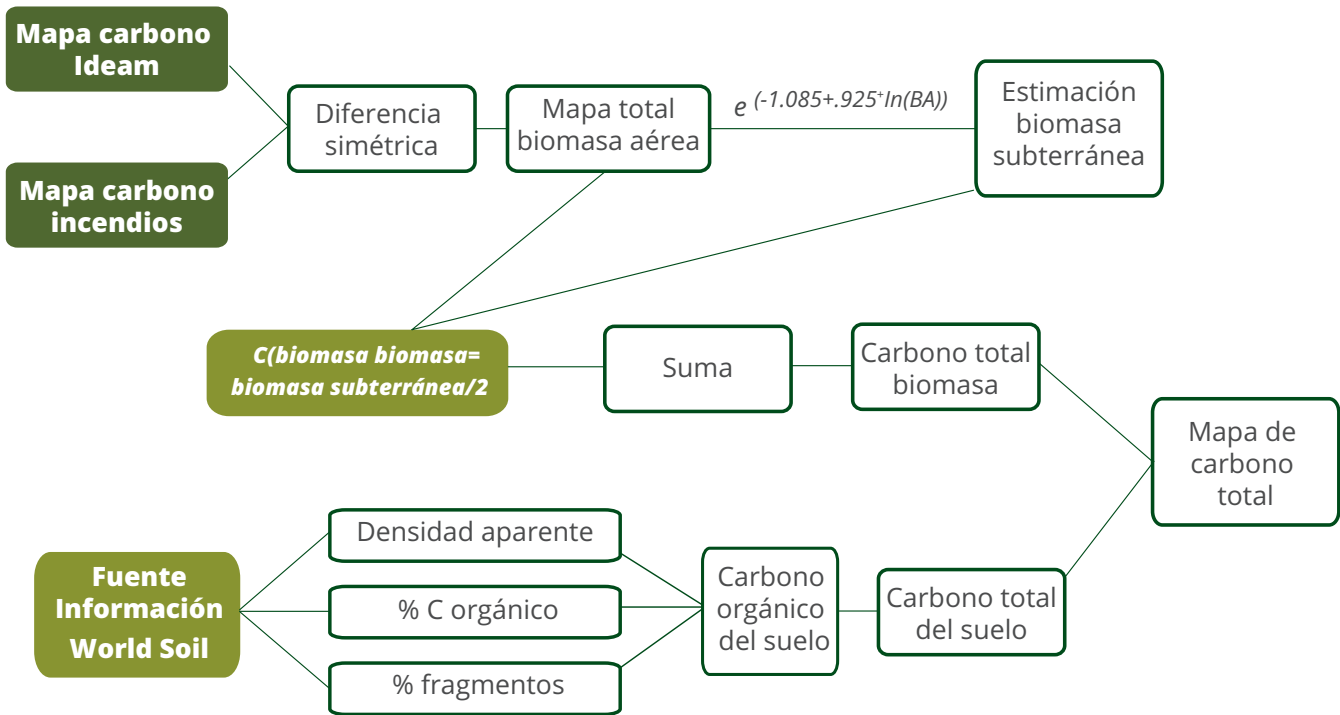 Mapa carbono
Ideam
Mapa carbono
incendios
Diferencia
simétrica
Mapa total
biomasa aérea
e (-1.085+.925+ln(BA))
Estimación
biomasa
subterránea
C(biomasa biomasa=
biomasa subterránea/2
Suma
Carbono total
biomasa
Mapa de
carbono
total
Fuente
Información
World Soil
Densidad aparente
% C orgánico
% fragmentos
Carbono
orgánico
del suelo
Carbono total
del suelo